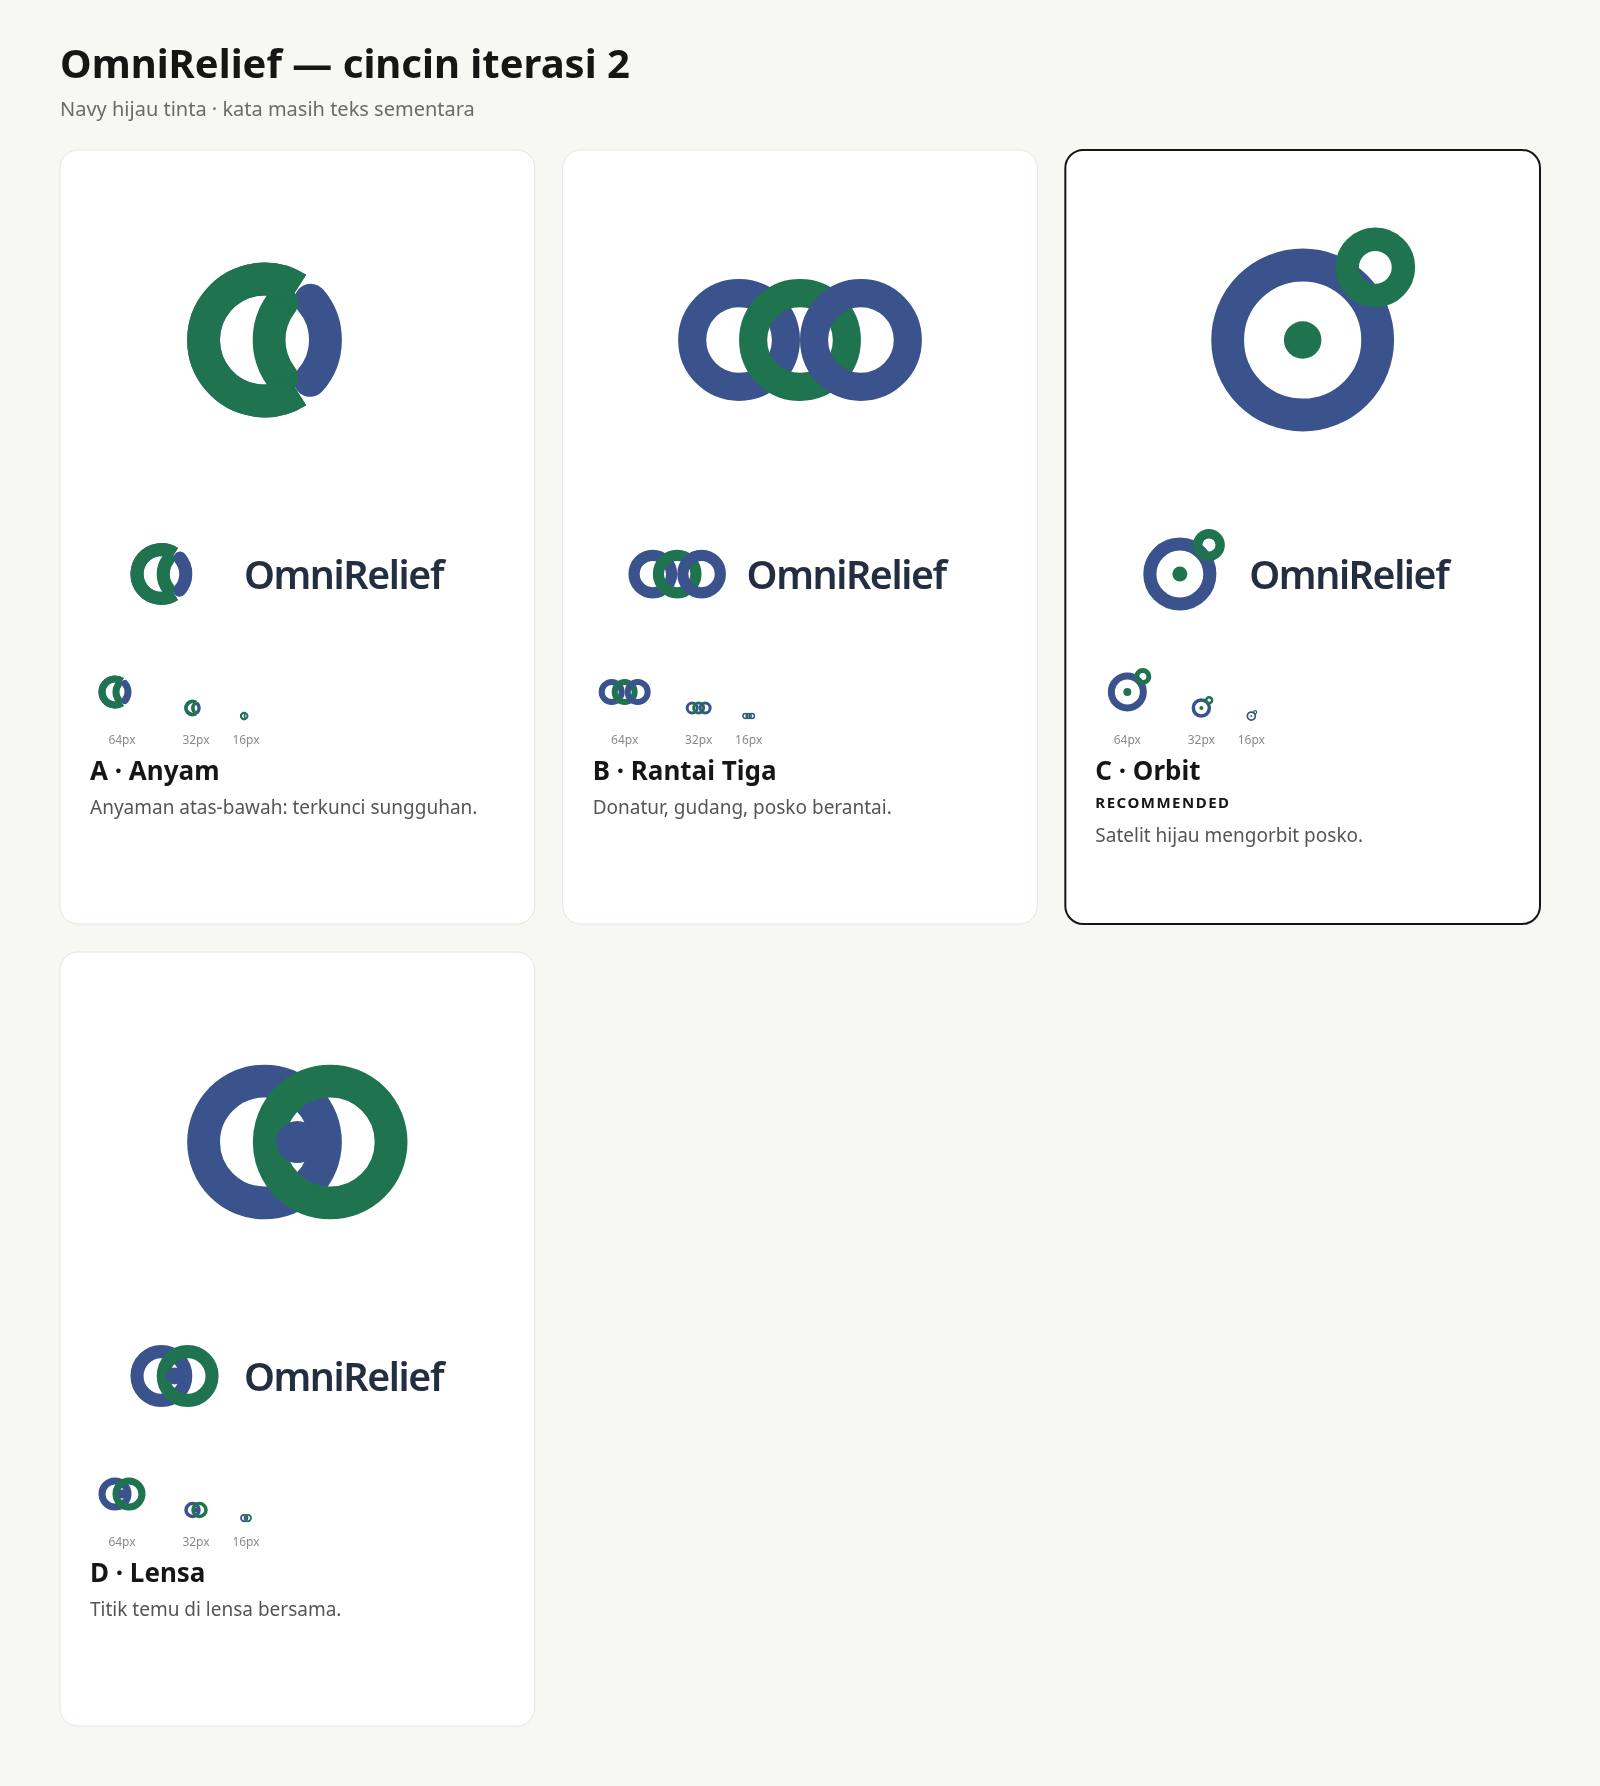 OmniRelief — cincin iterasi 2
Navy hijau tinta · kata masih teks sementara
OmniRelief
64px 32px 16px
A · Anyam
Anyaman atas-bawah: terkunci sungguhan.
OmniRelief
64px 32px 16px
B · Rantai Tiga
Donatur, gudang, posko berantai.
OmniRelief
64px 32px 16px
C · Orbit
RECOMMENDED
Satelit hijau mengorbit posko.
OmniRelief
64px 32px 16px
D · Lensa
Titik temu di lensa bersama.